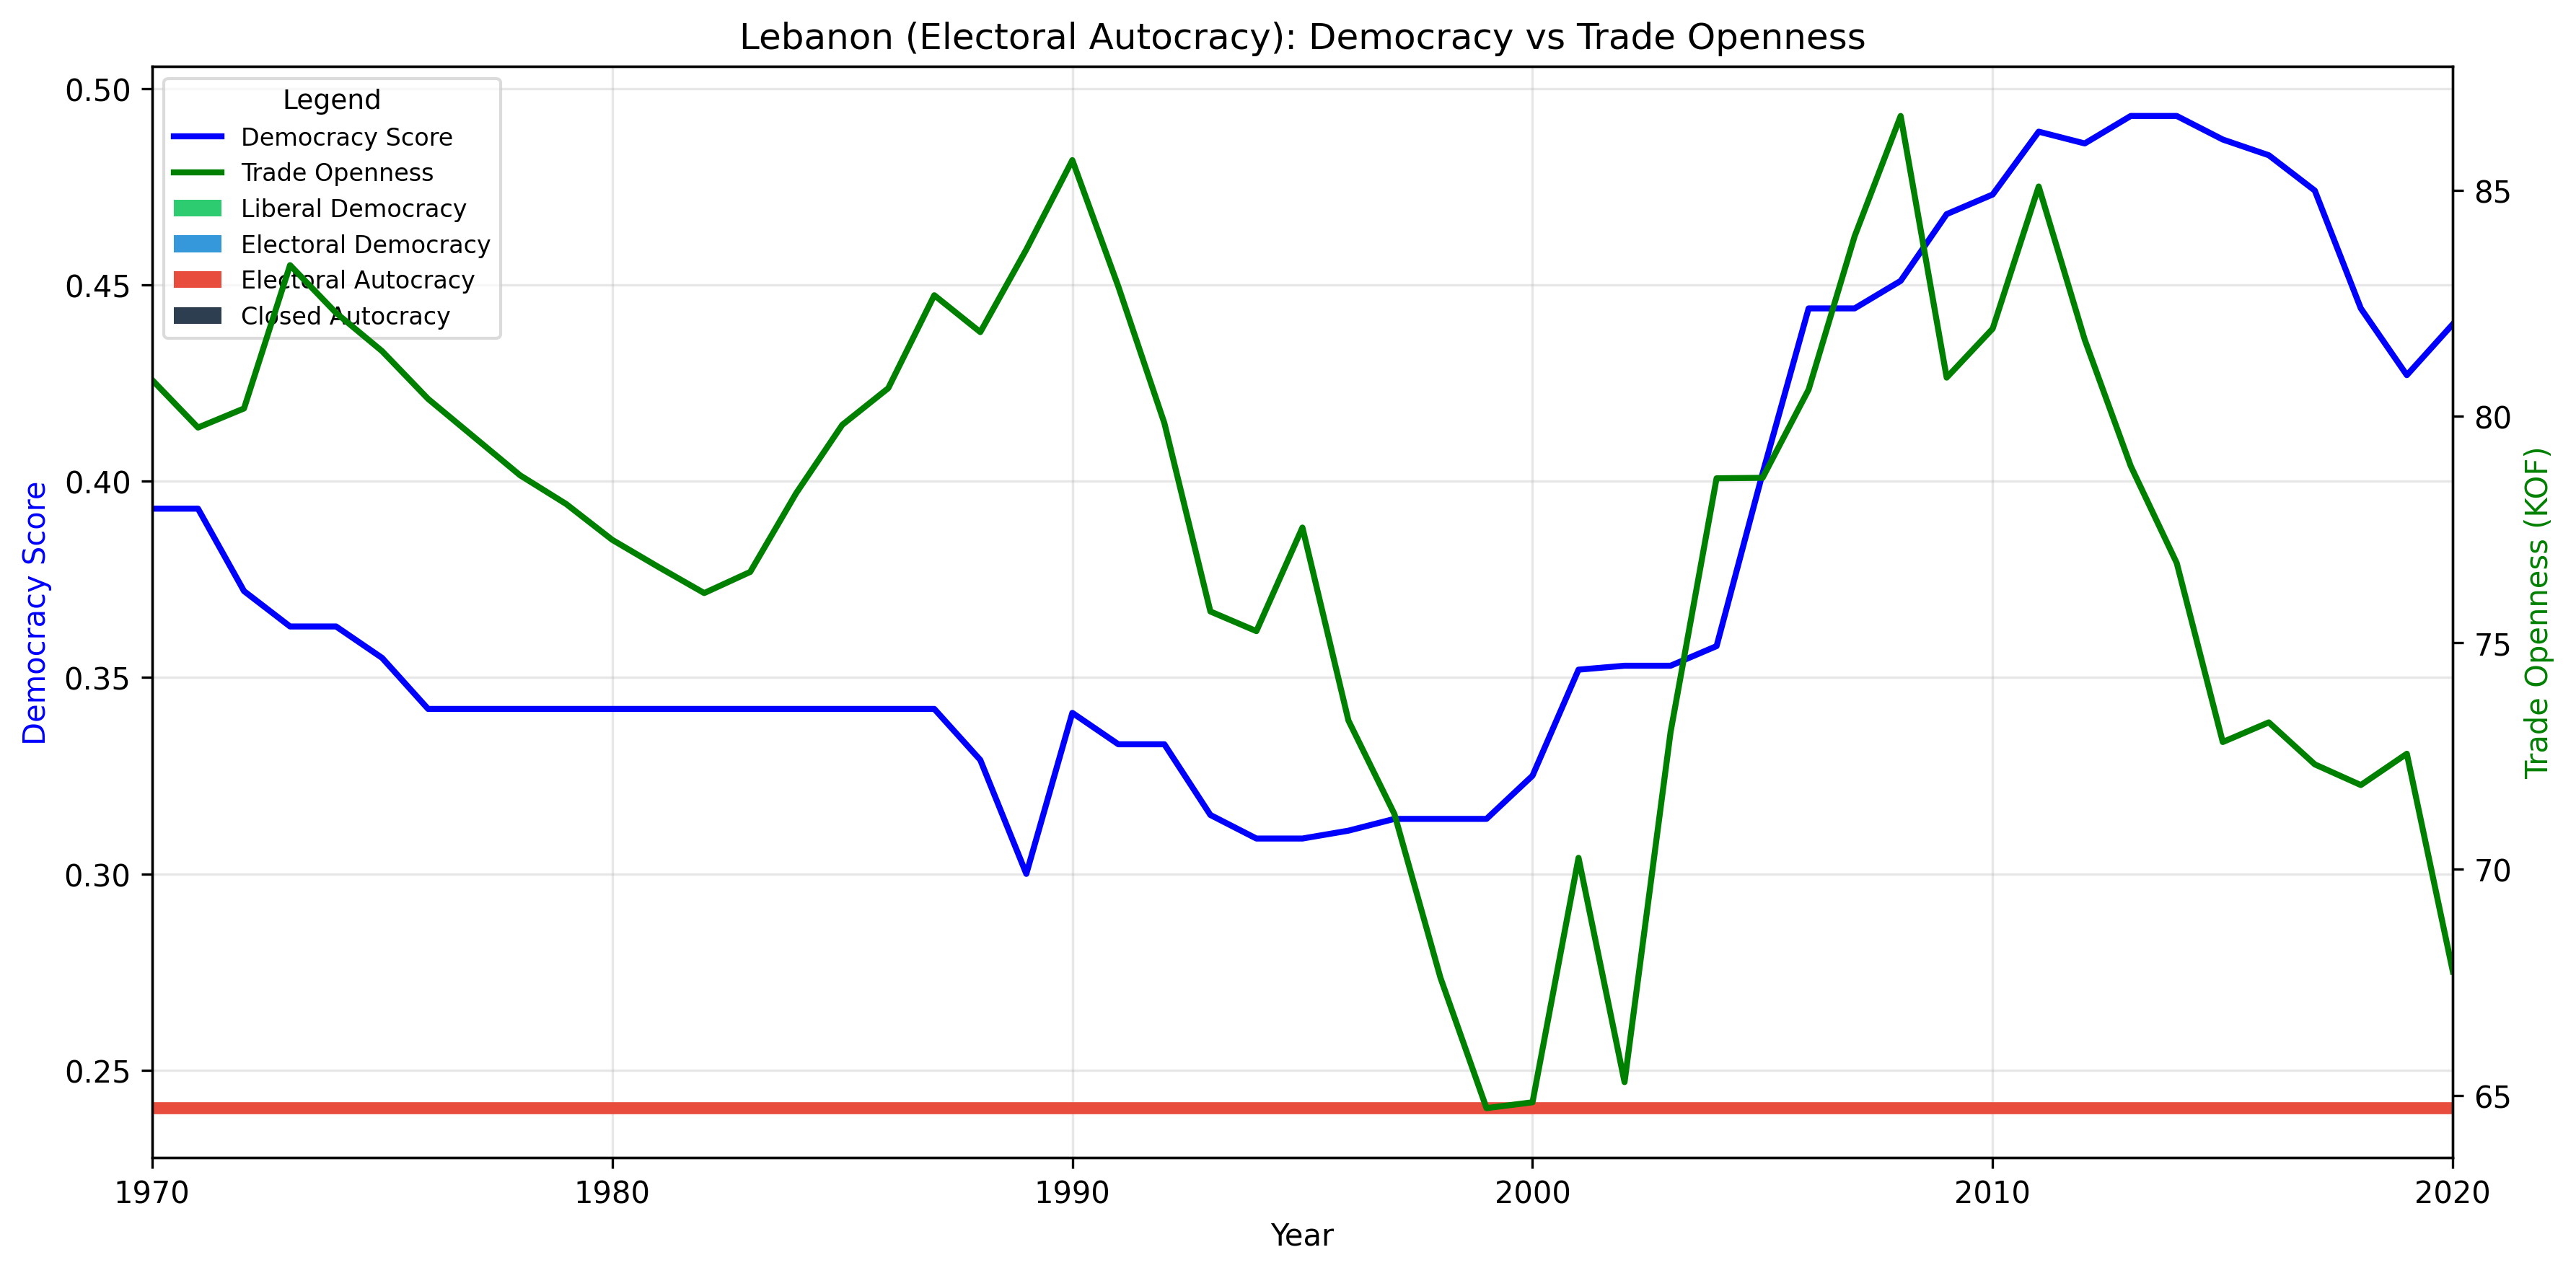 Lebanon (Electoral Autocracy): Democracy vs Trade Openness
Legend
Democracy Score
Trade Openness
Liberal Democracy
Electoral Democracy
Electoral Autocracy
Closed Autocracy
0.50
0.45
0.40
0.35
0.30
0.25
Democracy Score
85
80
75
70
65
Trade Openness (KOF)
1970
1980
1990
2000
2010
2020
Year